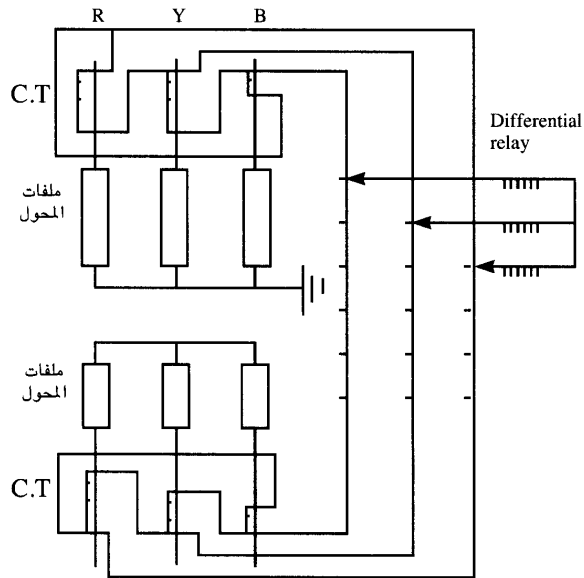 R Y B
C.T
Differential
relay
ملفات
المحول
ملفات
المحول
C.T